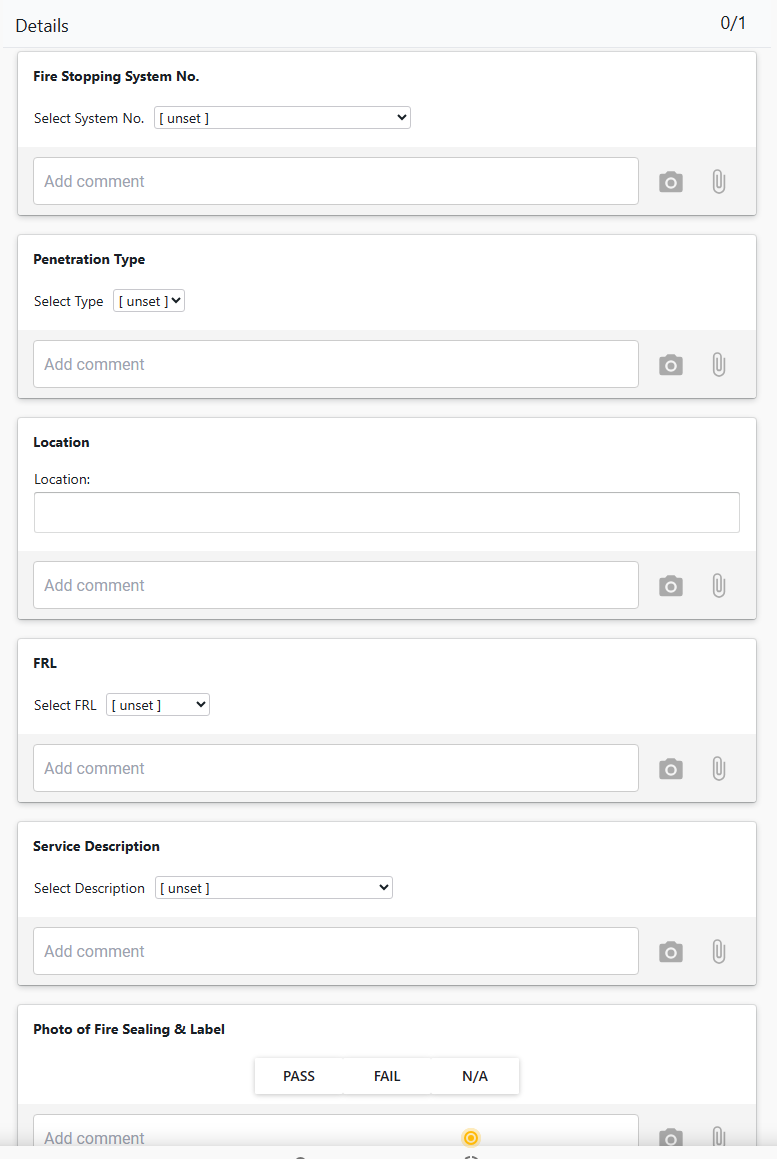 Details 0/1
Fire Stopping System No.
Select System No. [ unset ]
Add comment
Penetration Type
Select Type [ unset ]
Add comment
Location
Location:
Add comment
FRL
Select FRL [ unset ]
Add comment
Service Description
Select Description [ unset ]
Add comment
Photo of Fire Sealing & Label
PASS FAIL N/A
Add comment